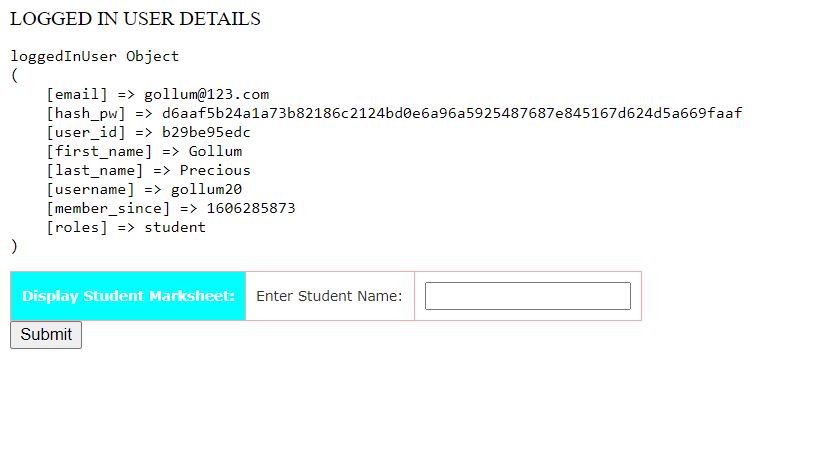 LOGGED IN USER DETAILS
loggedInUser Object
(
[email] => gollum@123.com
[hash_pw] => d6aaf5b24a1a73b82186c2124bd0e6a96a5925487687e845167d624d5a669faaf
[user_id] => b29be95edc
[first_name] => Gollum
[last_name] => Precious
[username] => gollum20
[member_since] => 1606285873
[roles] => student
)
Display Student Marksheet: Enter Student Name:
Submit